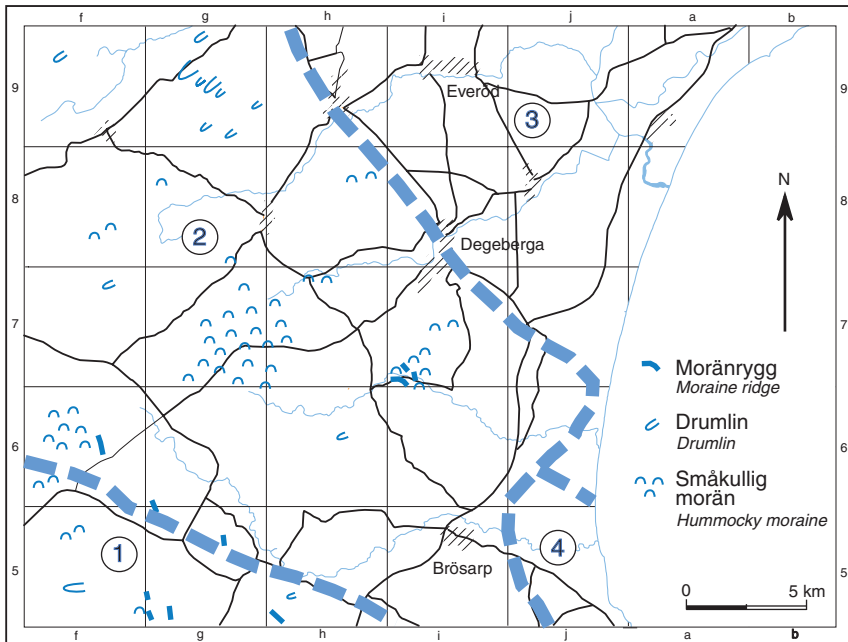 f g h i j a b
9 9
Everöd
3
N
8 8
2
Degeberga
7 7
Moränrygg
Moraine ridge
Drumlin
Drumlin
6 6
Småkullig
morän
Hummocky moraine
1
4
5 5
Brösarp
0 5 km
f g h i j a b